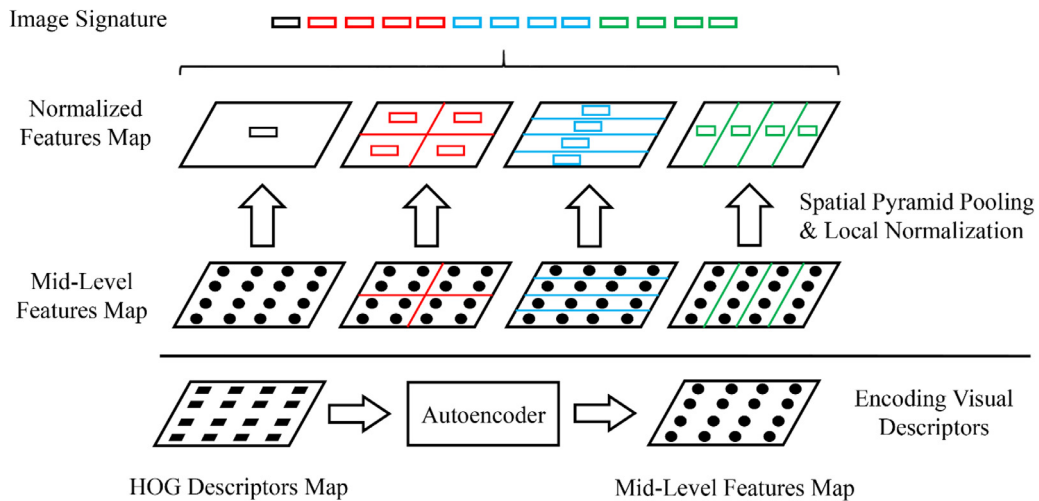 Image Signature
Normalized
Features Map
Spatial Pyramid Pooling
& Local Normalization
Mid-Level
Features Map
Autoencoder
Encoding Visual
Descriptors
HOG Descriptors Map
Mid-Level Features Map